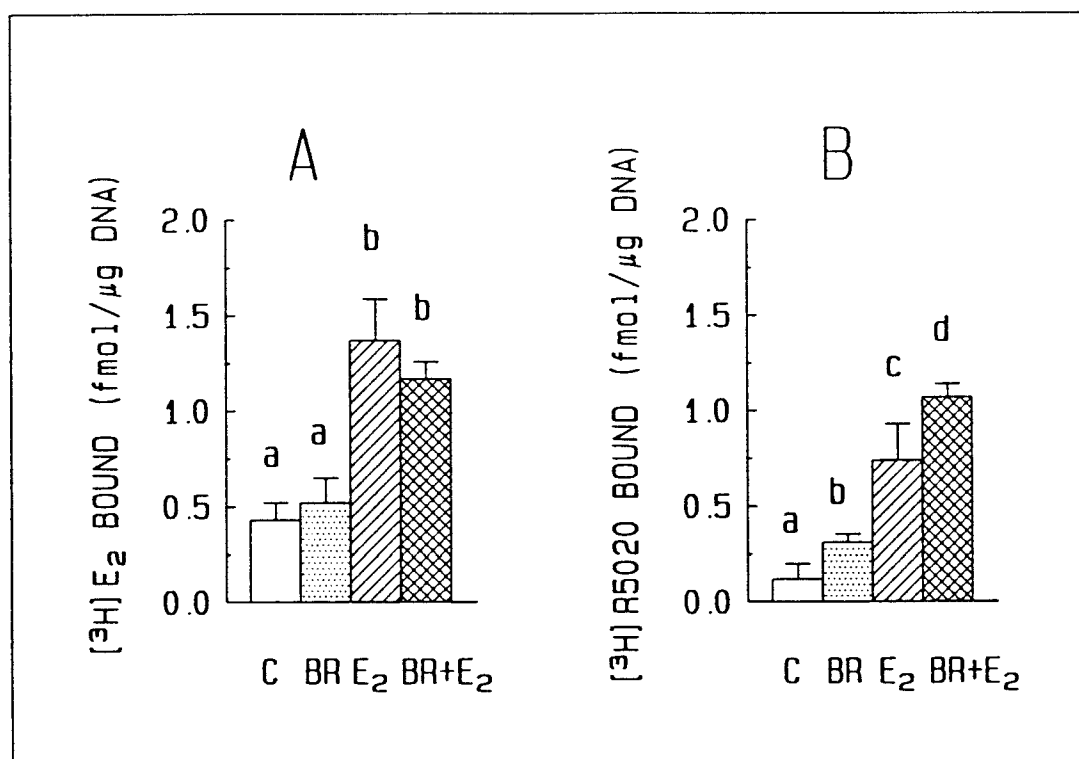 A
[³H]E₂ BOUND (fmol/µg DNA)
2.0
1.5
1.0
0.5
0.0
a
a
b
b
C BR E₂ BR+E₂
B
[³H]R5020 BOUND (fmol/µg DNA)
2.0
1.5
1.0
0.5
0.0
a
b
c
d
C BR E₂ BR+E₂